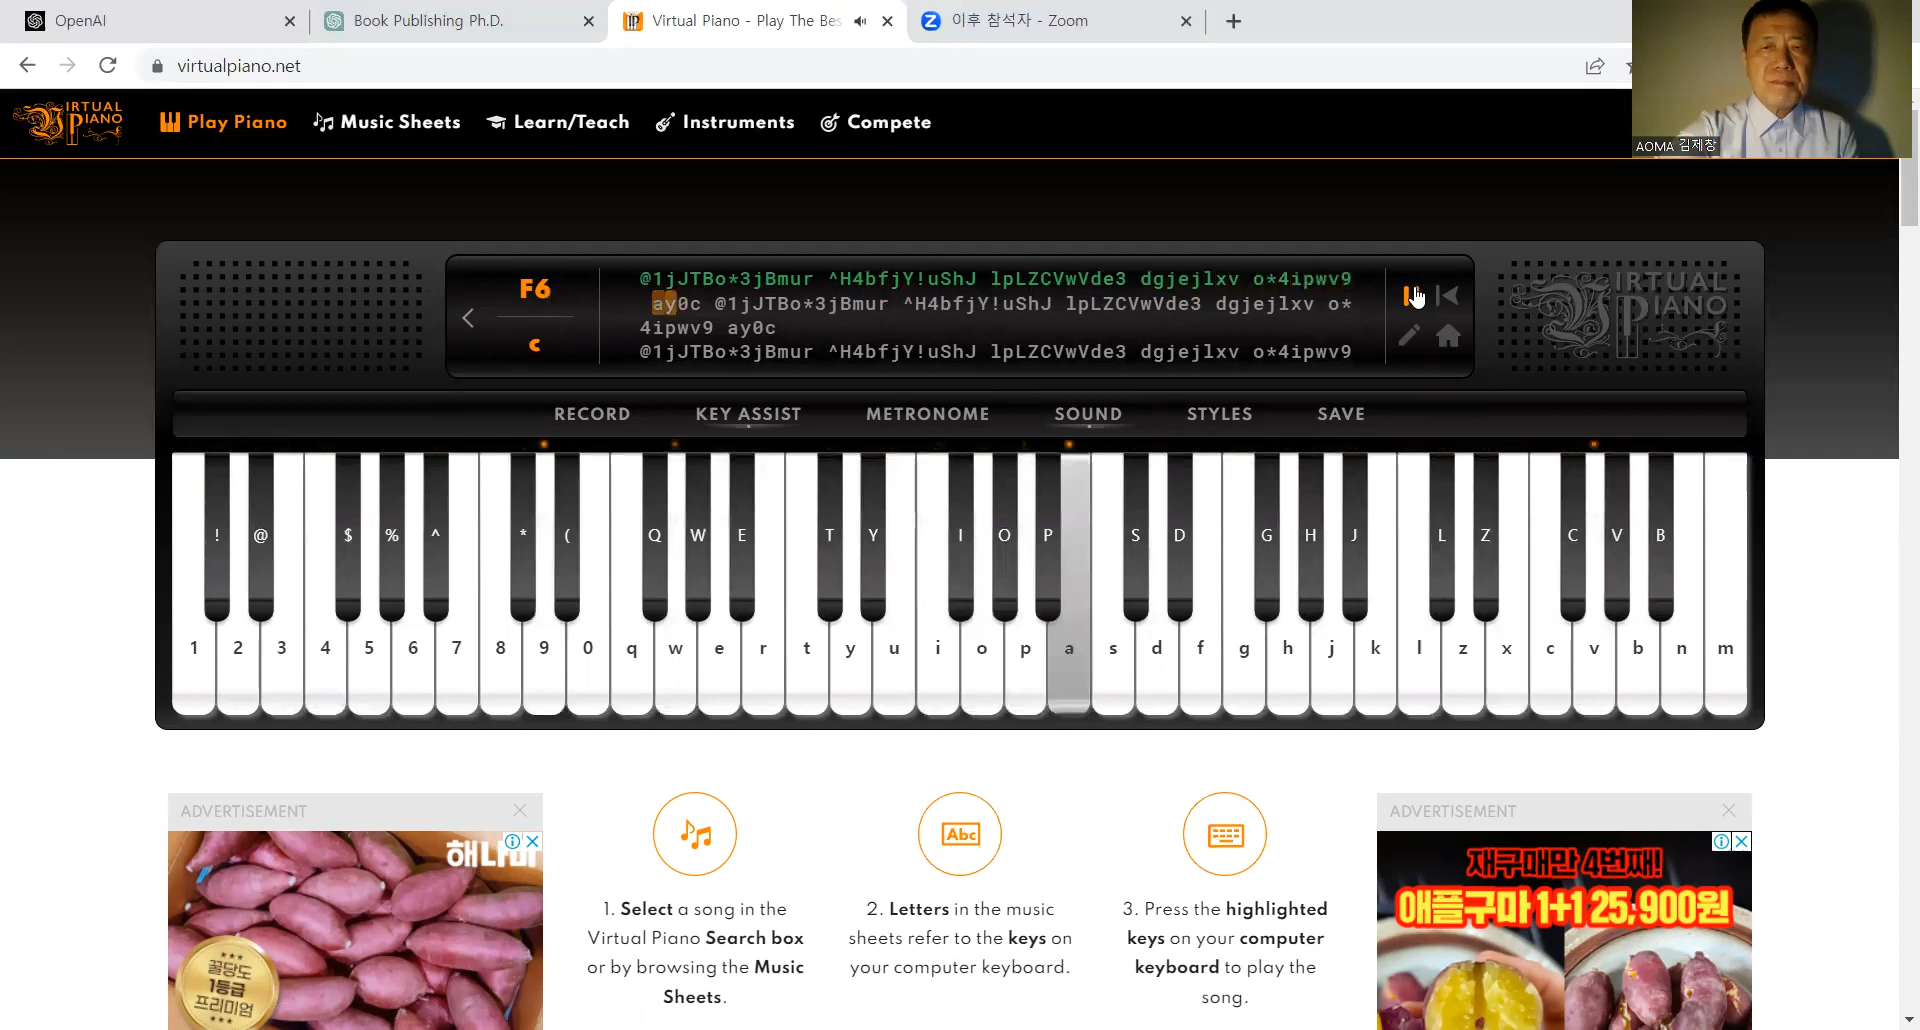 OpenAI
Book Publishing Ph.D.
Virtual Piano - Play The Bes
이후 참석자 - Zoom
virtualpiano.net
VIRTUAL PIANO
Play Piano
Music Sheets
Learn/Teach
Instruments
Compete
AOMA 김제창
F6
c
@1jJTBo*3jBmur ^H4bfjY!uShJ lpLZCVwVde3 dgjejlxv o*4ipwv9
ay0c @1jJTBo*3jBmur ^H4bfjY!uShJ lpLZCVwVde3 dgjejlxv o*
4ipwv9 ay0c
@1jJTBo*3jBmur ^H4bfjY!uShJ lpLZCVwVde3 dgjejlxv o*4ipwv9
VIRTUAL PIANO
RECORD
KEY ASSIST
METRONOME
SOUND
STYLES
SAVE
! @ $ % ^ * ( Q W E T Y I O P S D G H J L Z C V B
1 2 3 4 5 6 7 8 9 0 q w e r t y u i o p a s d f g h j k l z x c v b n m
ADVERTISEMENT
꿀당도
1등급
프리미엄
Abc
1. Select a song in the
Virtual Piano Search box
or by browsing the Music
Sheets.
2. Letters in the music
sheets refer to the keys on
your computer keyboard.
3. Press the highlighted
keys on your computer
keyboard to play the
song.
ADVERTISEMENT
재구매만 4번째!
애플구마 1+1 25,900원